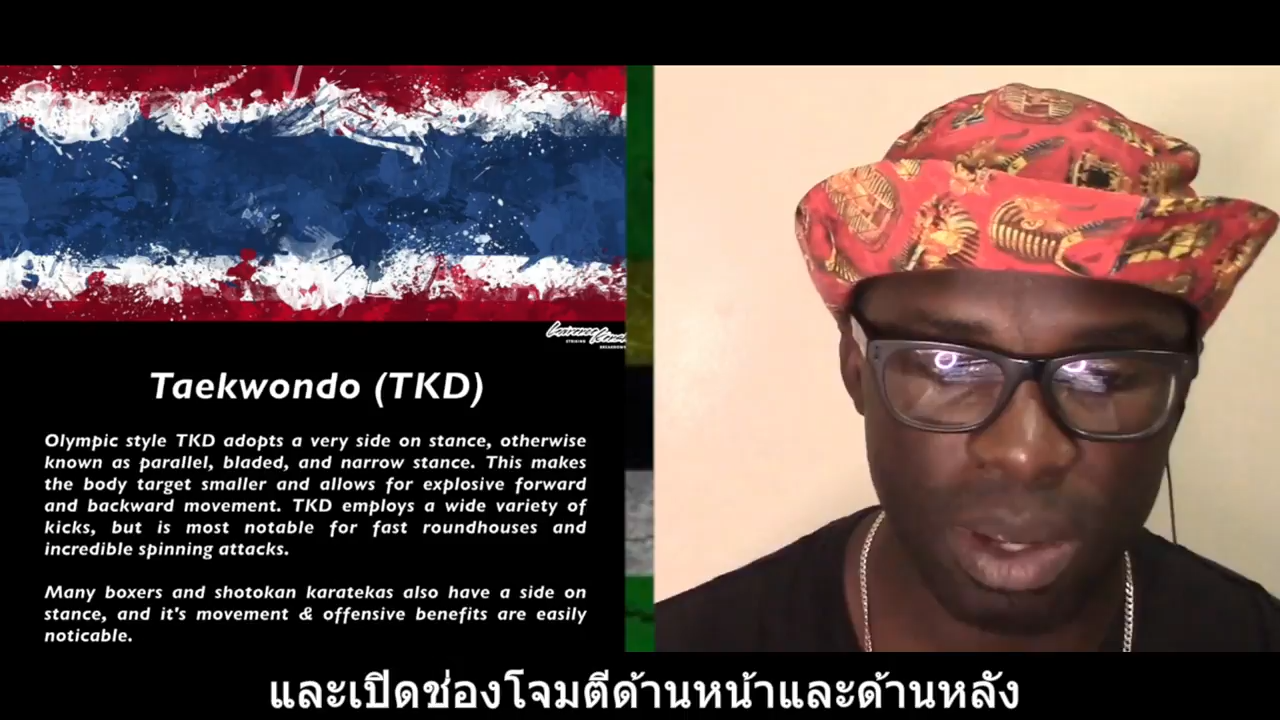 Lawrence Kenshin
STRIKING
BREAKDOWNS
Taekwondo (TKD)
Olympic style TKD adopts a very side on stance, otherwise
known as parallel, bladed, and narrow stance. This makes
the body target smaller and allows for explosive forward
and backward movement. TKD employs a wide variety of
kicks, but is most notable for fast roundhouses and
incredible spinning attacks.
Many boxers and shotokan karatekas also have a side on
stance, and it's movement & offensive benefits are easily
noticable.
และเปิดช่องโจมตีด้านหน้าและด้านหลัง